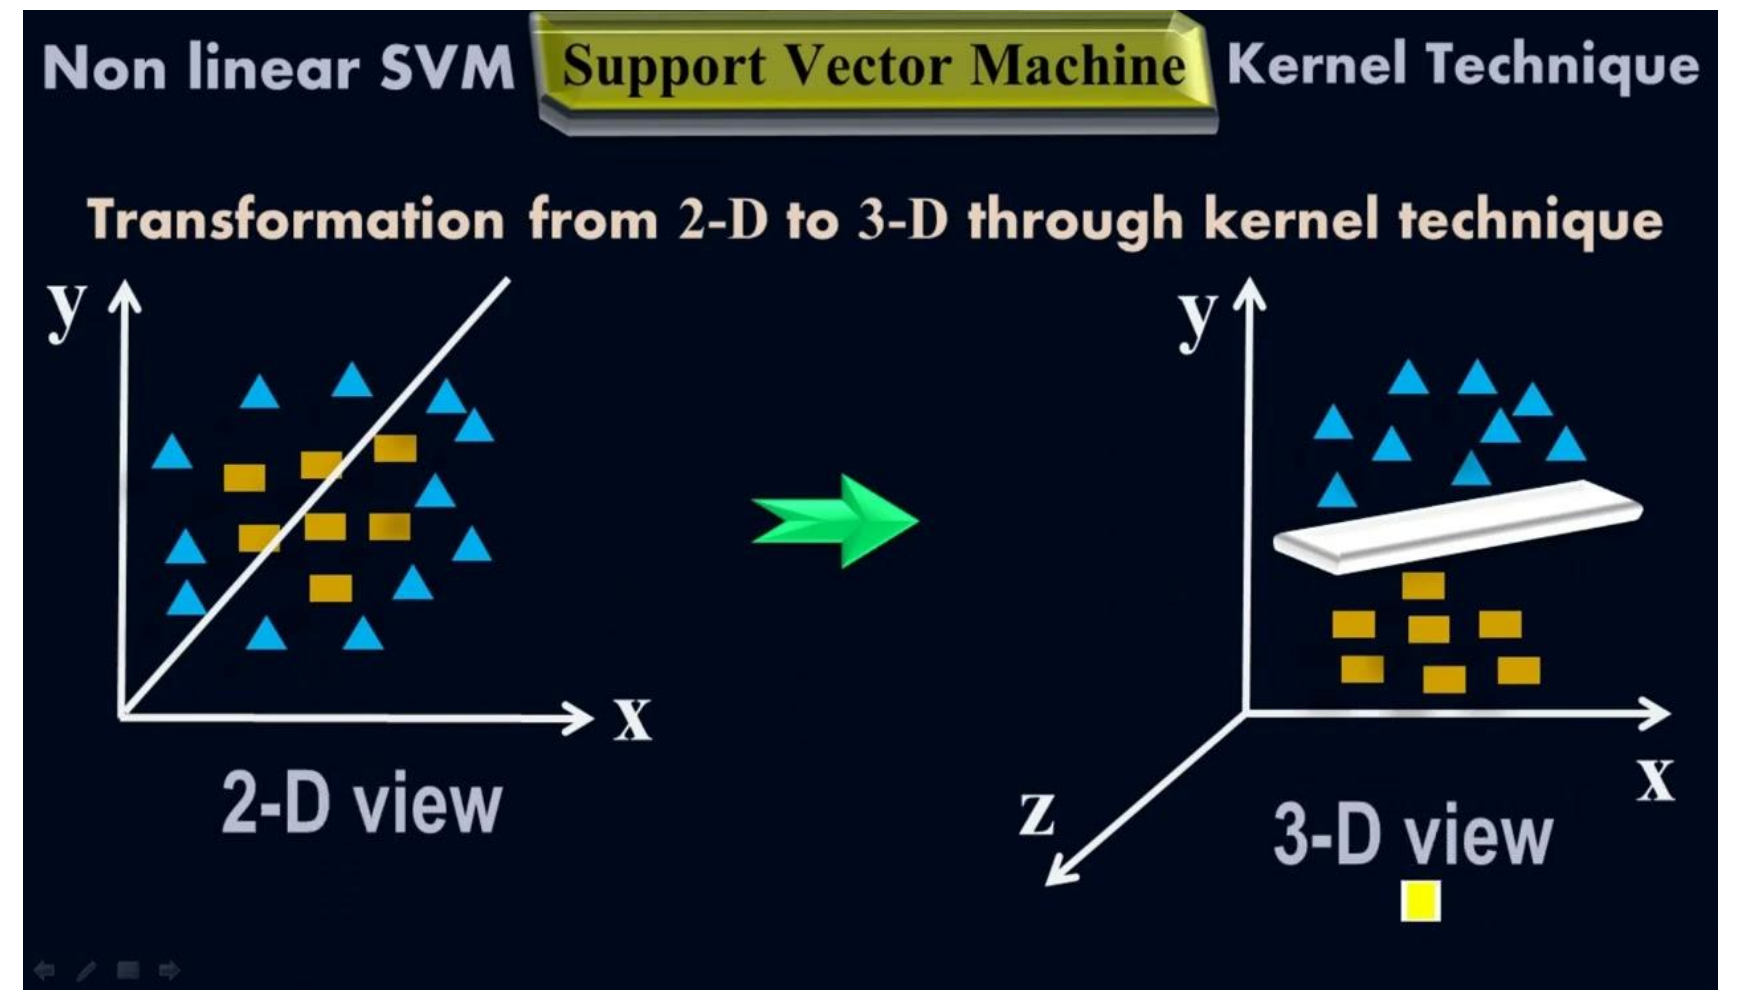 Non linear SVM Support Vector Machine Kernel Technique
Transformation from 2-D to 3-D through kernel technique
y
x
2-D view
y
x
z
3-D view